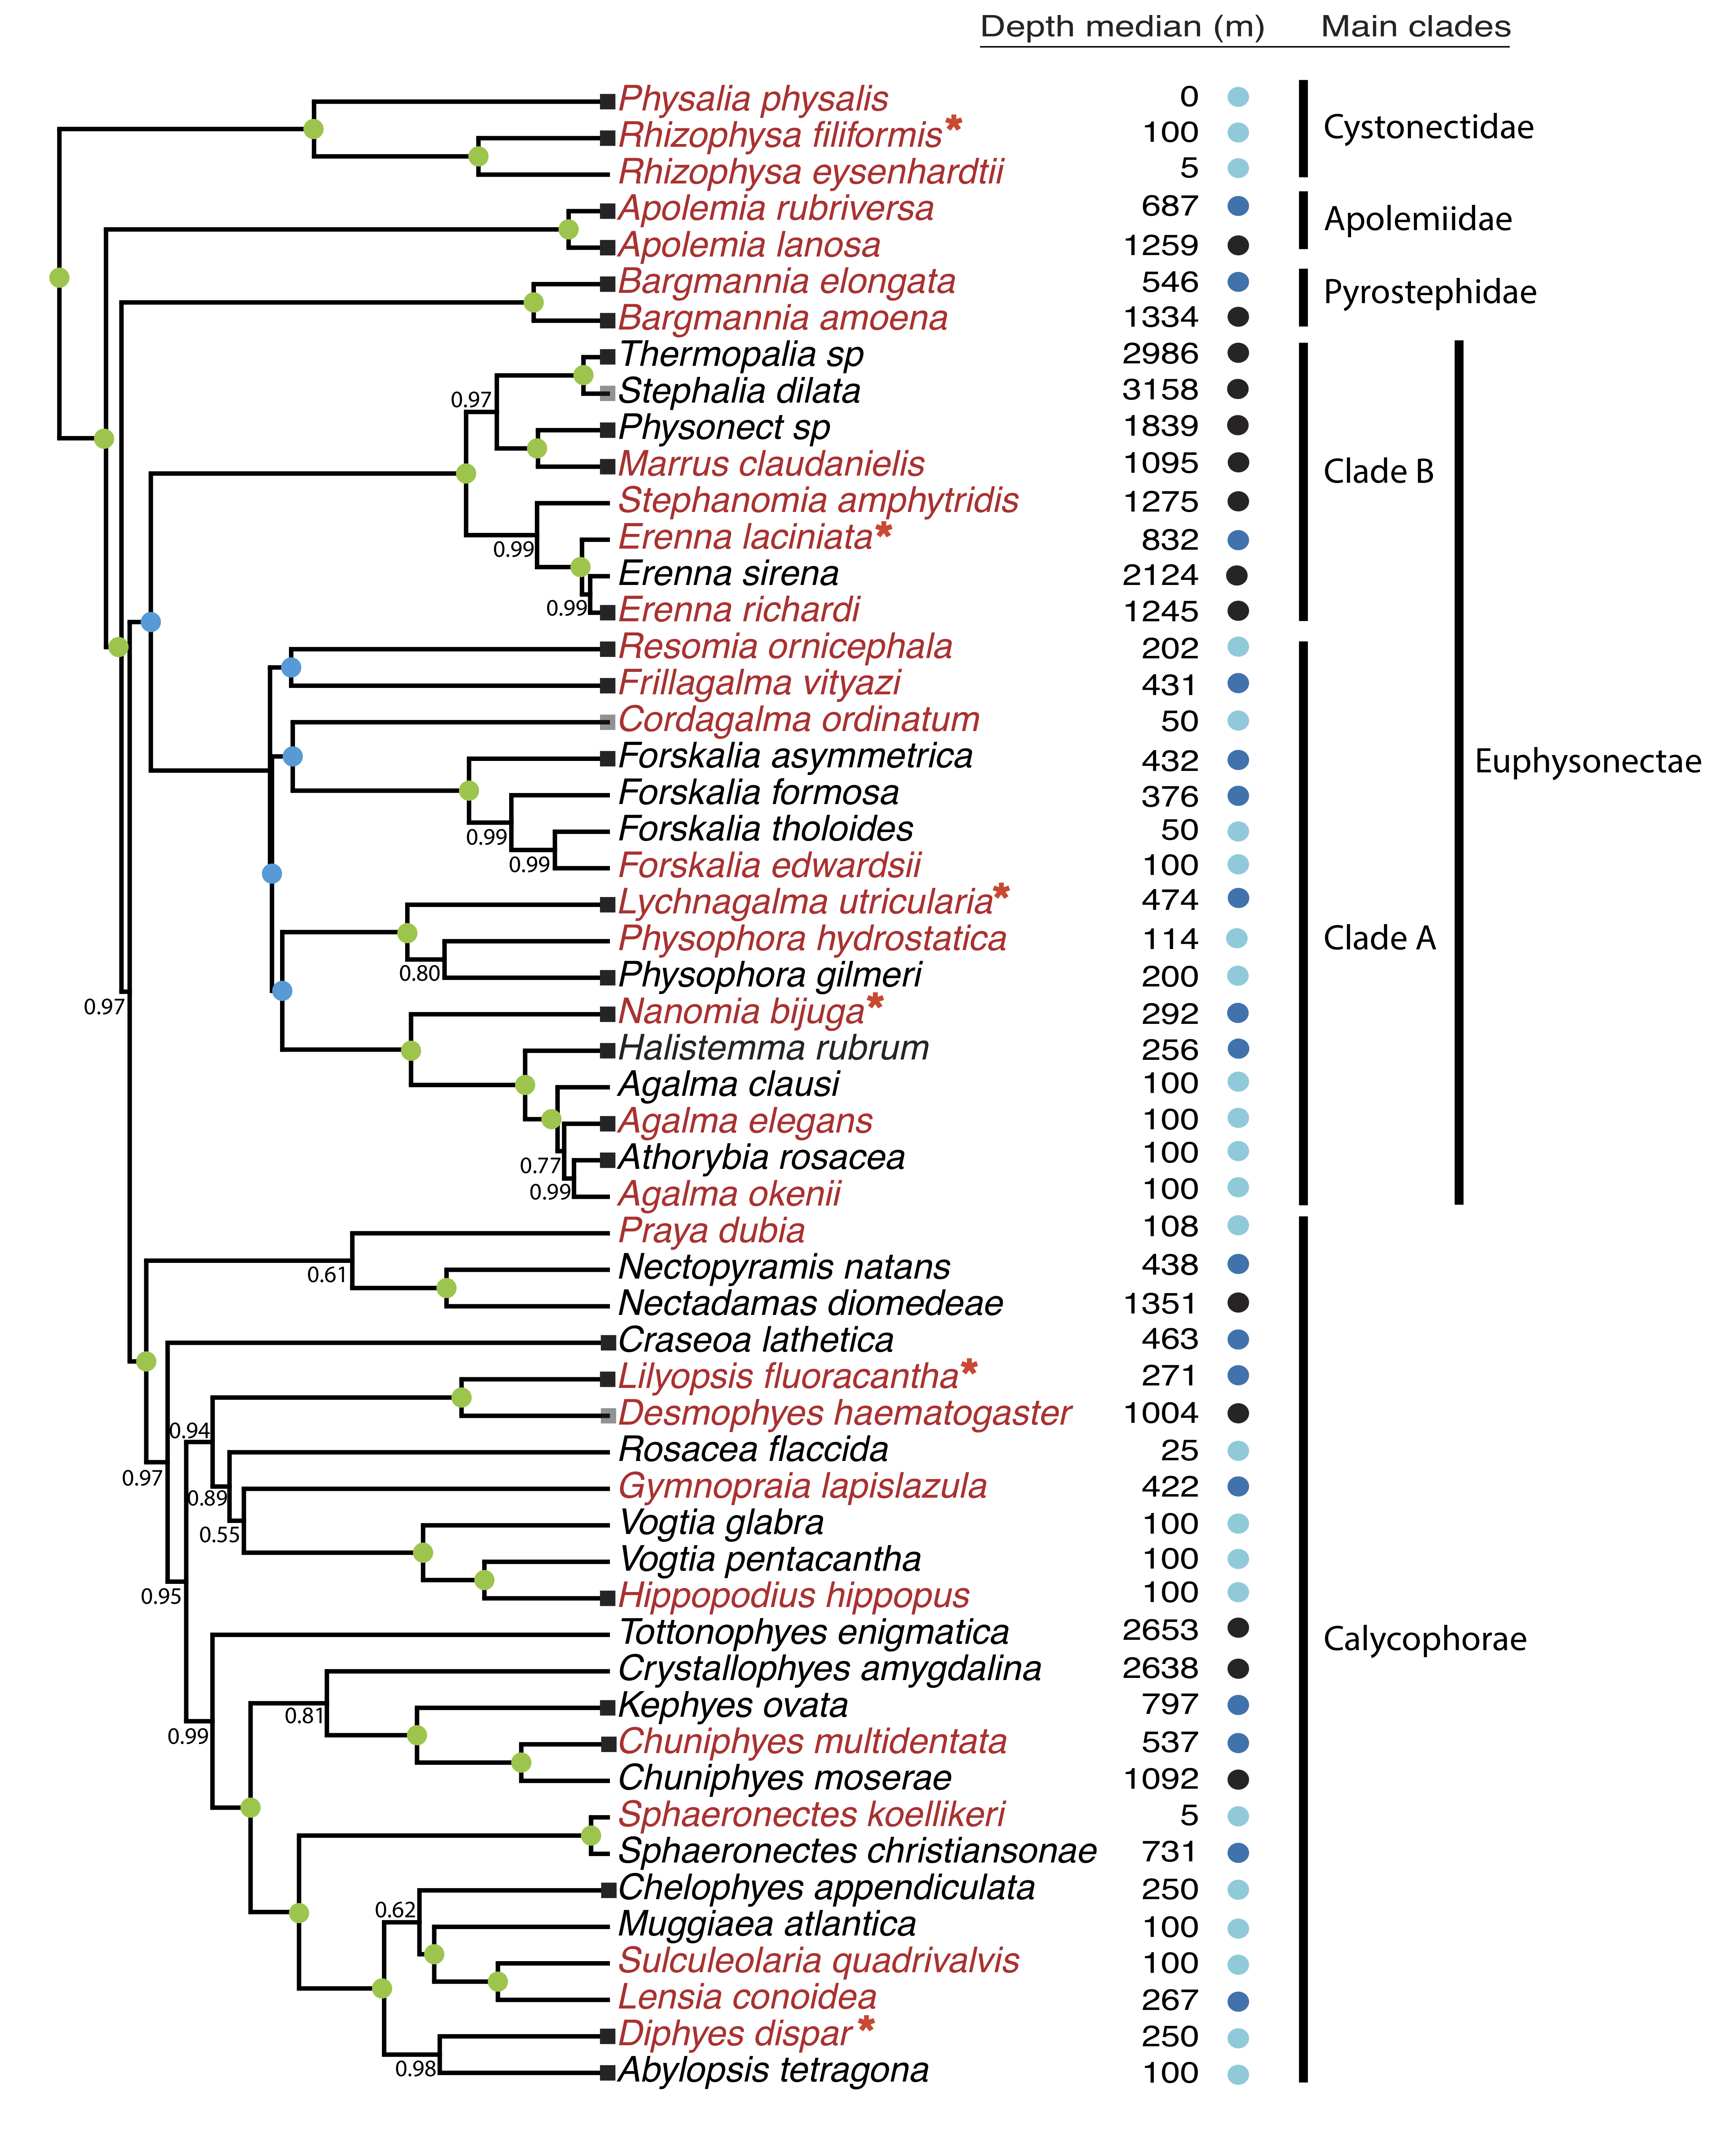 Depth median (m) Main clades
Physalia physalis 0
Cystonectidae
Rhizophysa filiformis* 100
Rhizophysa eysenhardtii 5
Apolemia rubriversa 687
Apolemiidae
Apolemia lanosa 1259
Bargmannia elongata 546
Pyrostephidae
Bargmannia amoena 1334
Thermopalia sp 2986
Stephalia dilata 3158
0.97
Physonect sp 1839
Marrus claudanielis 1095
Clade B
Stephanomia amphytridis 1275
Erenna laciniata* 832
0.99
Erenna sirena 2124
Erenna richardi 1245
0.99
Resomia ornicephala 202
Frillagalma vityazi 431
Cordagalma ordinatum 50
Forskalia asymmetrica 432
Euphysonectae
Forskalia formosa 376
Forskalia tholoides 50
0.99
Forskalia edwardsii 100
0.99
Lychnagalma utricularia* 474
Physophora hydrostatica 114
Clade A
Physophora gilmeri 200
0.80
Nanomia bijuga* 292
0.97
Halistemma rubrum 256
Agalma clausi 100
Agalma elegans 100
Athorybia rosacea 100
0.77
Agalma okenii 100
0.99
Praya dubia 108
Nectopyramis natans 438
0.61
Nectadamas diomedeae 1351
Craseoa lathetica 463
Lilyopsis fluoracantha* 271
Desmophyes haematogaster 1004
0.94
Rosacea flaccida 25
0.97
Gymnopraia lapislazula 422
0.89
Vogtia glabra 100
0.55
Vogtia pentacantha 100
Hippopodius hippopus 100
0.95
Tottonophyes enigmatica 2653
Calycophorae
Crystallophyes amygdalina 2638
Kephyes ovata 797
0.81
Chuniphyes multidentata 537
0.99
Chuniphyes moserae 1092
Sphaeronectes koellikeri 5
Sphaeronectes christiansonae 731
Chelophyes appendiculata 250
0.62
Muggiaea atlantica 100
Sulculeolaria quadrivalvis 100
Lensia conoidea 267
Diphyes dispar* 250
Abylopsis tetragona 100
0.98